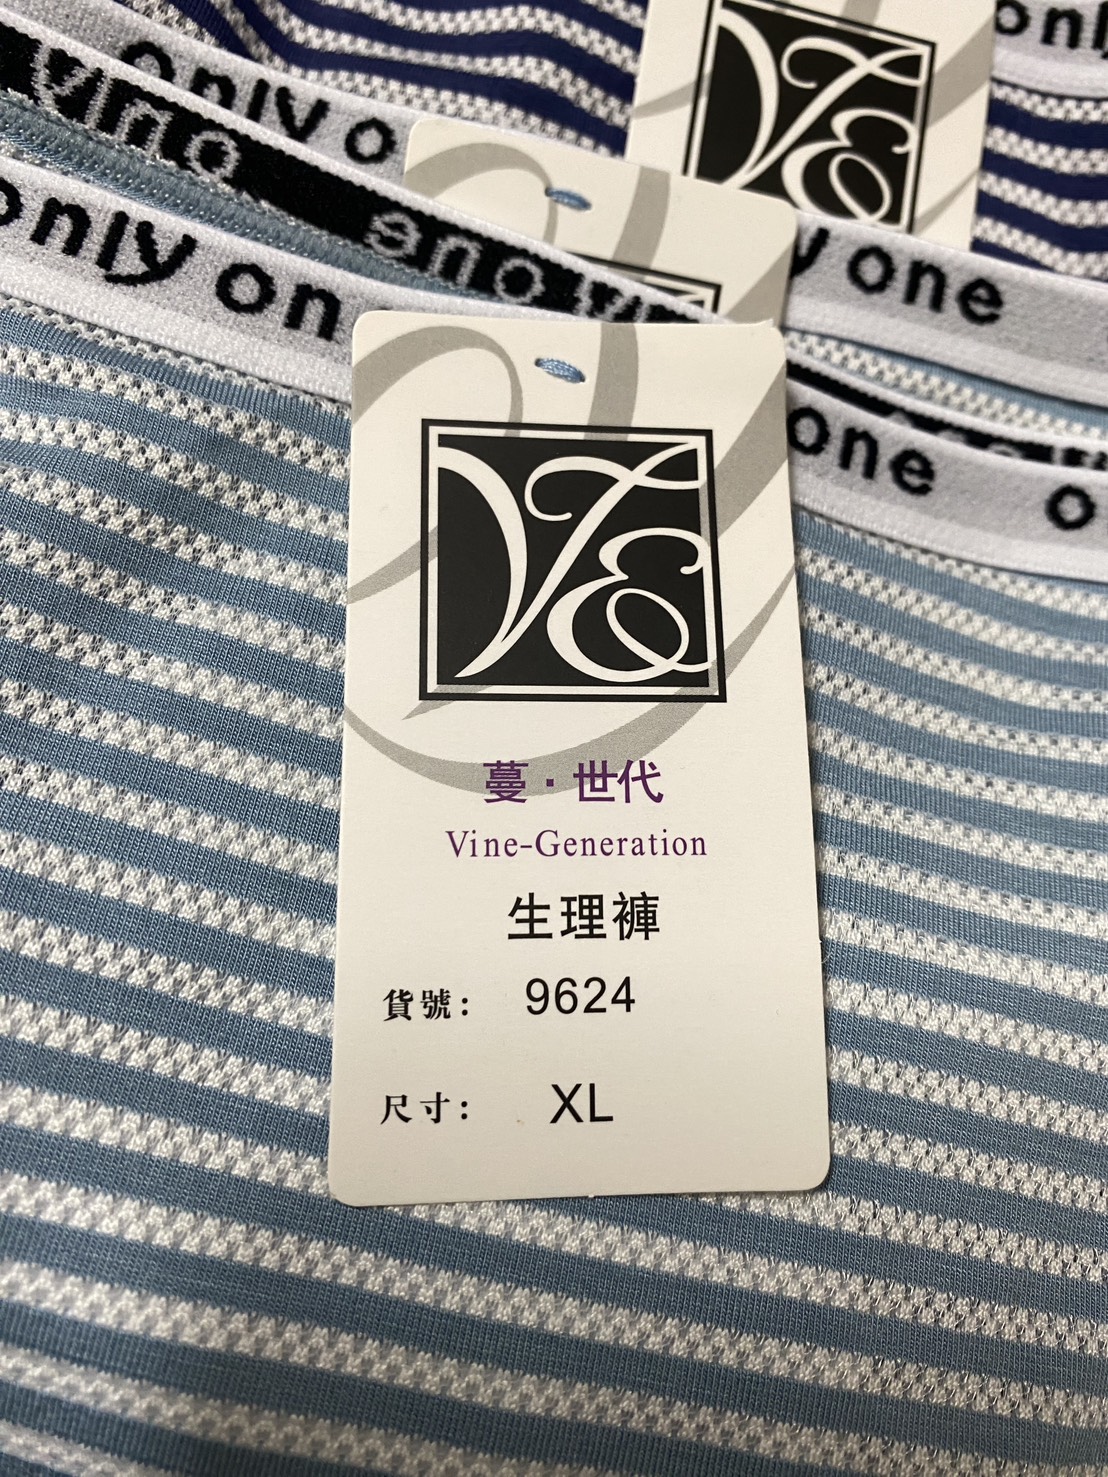 only one
only one
only one
one
VE
VE
蔓·世代
Vine-Generation
生理褲
貨號： 9624
尺寸： XL